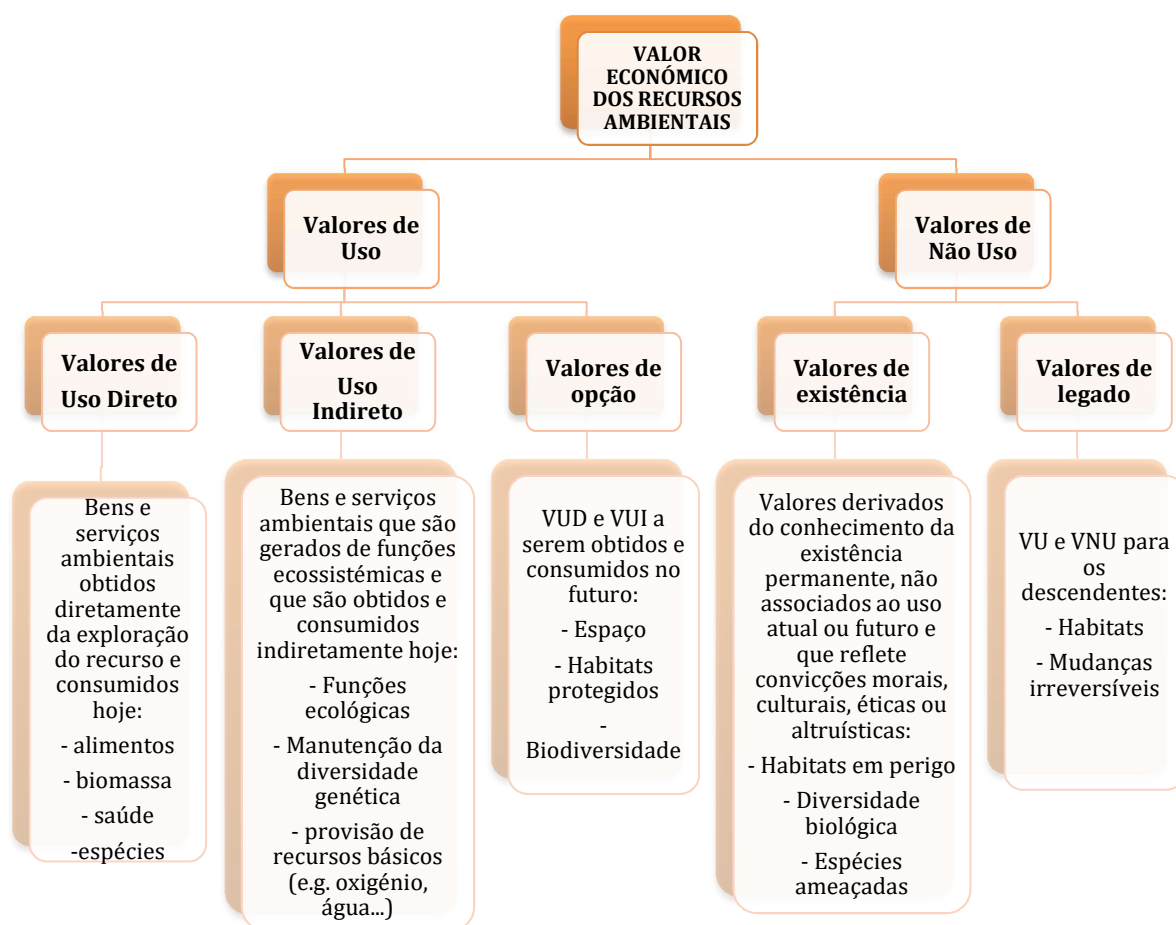 VALOR
ECONÓMICO
DOS RECURSOS
AMBIENTAIS
Valores de
Uso
Valores de
Não Uso
Valores de
Uso Direto
Valores de
Uso
Indireto
Valores de
opção
Valores de
existência
Valores de
legado
Bens e
serviços
ambientais
obtidos
diretamente
da exploração
do recurso e
consumidos
hoje:
- alimentos
- biomassa
- saúde
-espécies
Bens e serviços
ambientais que são
gerados de funções
ecossistémicas e
que são obtidos e
consumidos
indiretamente hoje:
- Funções
ecológicas
- Manutenção da
diversidade
genética
- provisão de
recursos básicos
(e.g. oxigénio,
água...)
VUD e VUI a
serem obtidos e
consumidos no
futuro:
- Espaço
- Habitats
protegidos
-
Biodiversidade
Valores derivados
do conhecimento da
existência
permanente, não
associados ao uso
atual ou futuro e
que reflete
convicções morais,
culturais, éticas ou
altruísticas:
- Habitats em perigo
- Diversidade
biológica
- Espécies
ameaçadas
VU e VNU para
os
descendentes:
- Habitats
- Mudanças
irreversíveis